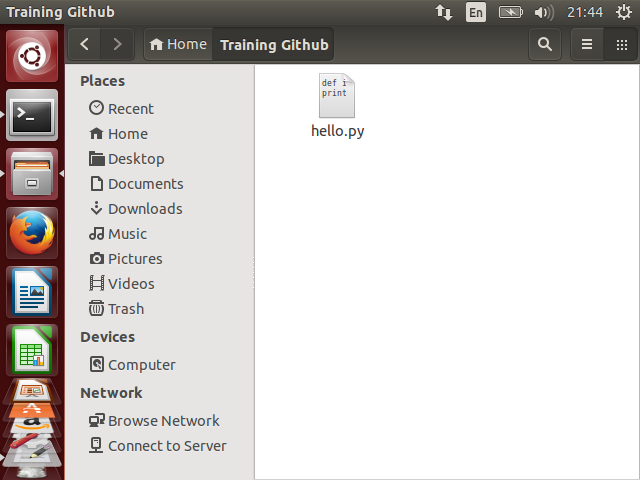 Training Github
En
21:44
Home
Training Github
Places
Recent
Home
Desktop
Documents
Downloads
Music
Pictures
Videos
Trash
Devices
Computer
Network
Browse Network
Connect to Server
def i
print
hello.py